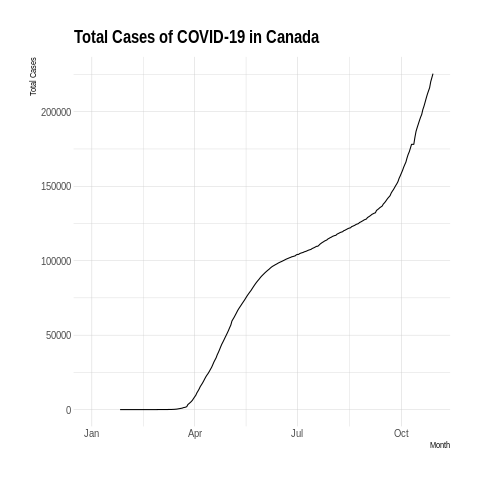 Total Cases of COVID-19 in Canada
Total Cases
200000
150000
100000
50000
0
Jan Apr Jul Oct
Month